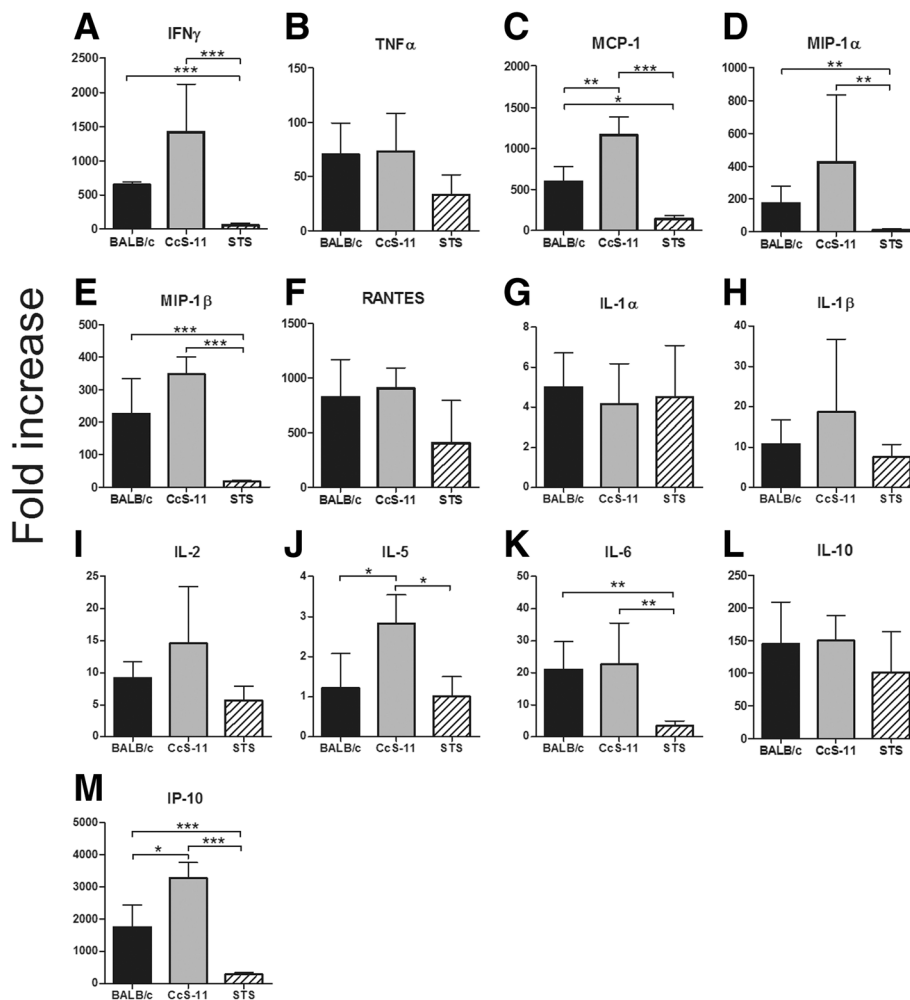 Fold increase
A
IFNγ
***
***
2500
2000
1500
1000
500
0
BALB/c CcS-11 STS
B
TNFα
150
100
50
0
BALB/c CcS-11 STS
C
MCP-1
** ***
*
2000
1500
1000
500
0
BALB/c CcS-11 STS
D
MIP-1α
**
**
1000
800
600
400
200
0
BALB/c CcS-11 STS
E
MIP-1β
***
***
500
400
300
200
100
0
BALB/c CcS-11 STS
F
RANTES
1500
1000
500
0
BALB/c CcS-11 STS
G
IL-1α
8
6
4
2
0
BALB/c CcS-11 STS
H
IL-1β
40
30
20
10
0
BALB/c CcS-11 STS
I
IL-2
25
20
15
10
5
0
BALB/c CcS-11 STS
J
IL-5
* *
4
3
2
1
0
BALB/c CcS-11 STS
K
IL-6
**
**
60
50
40
30
20
10
0
BALB/c CcS-11 STS
L
IL-10
250
200
150
100
50
0
BALB/c CcS-11 STS
M
IP-10
***
* ***
5000
4000
3000
2000
1000
0
BALB/c CcS-11 STS